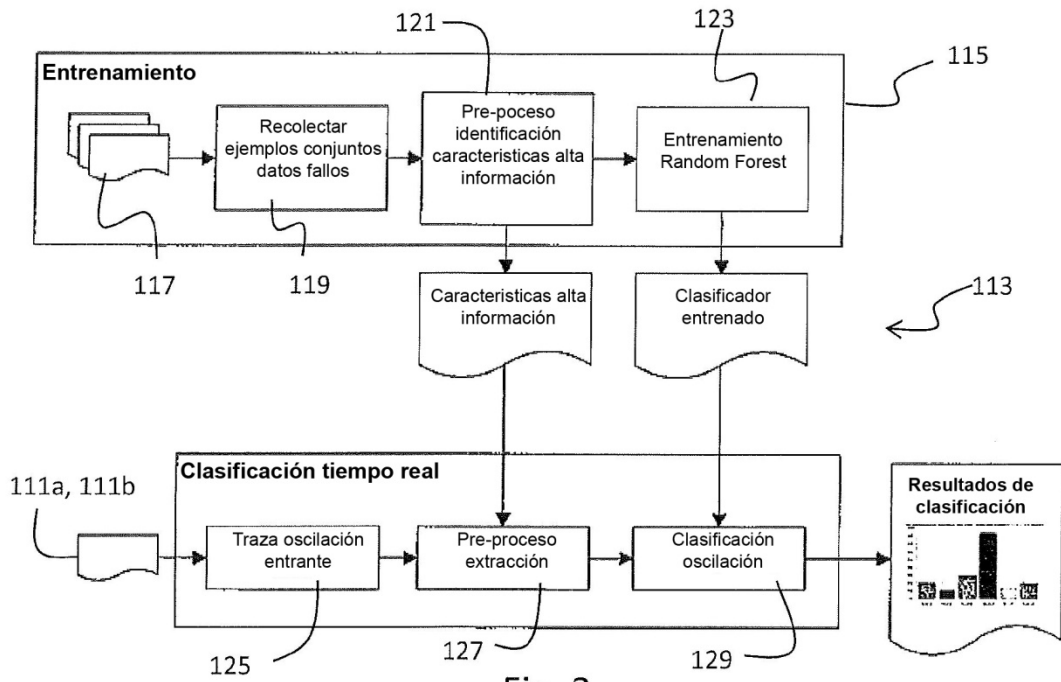 121
123
115
Entrenamiento
Recolectar
ejemplos conjuntos
datos fallos
Pre-poceso
identificación
caracteristicas alta
información
Entrenamiento
Random Forest
117
119
Caracteristicas alta
información
Clasificador
entrenado
113
Clasificación tiempo real
111a, 111b
Traza oscilación
entrante
Pre-proceso
extracción
Clasificación
oscilación
Resultados de
clasificación
125
127
129